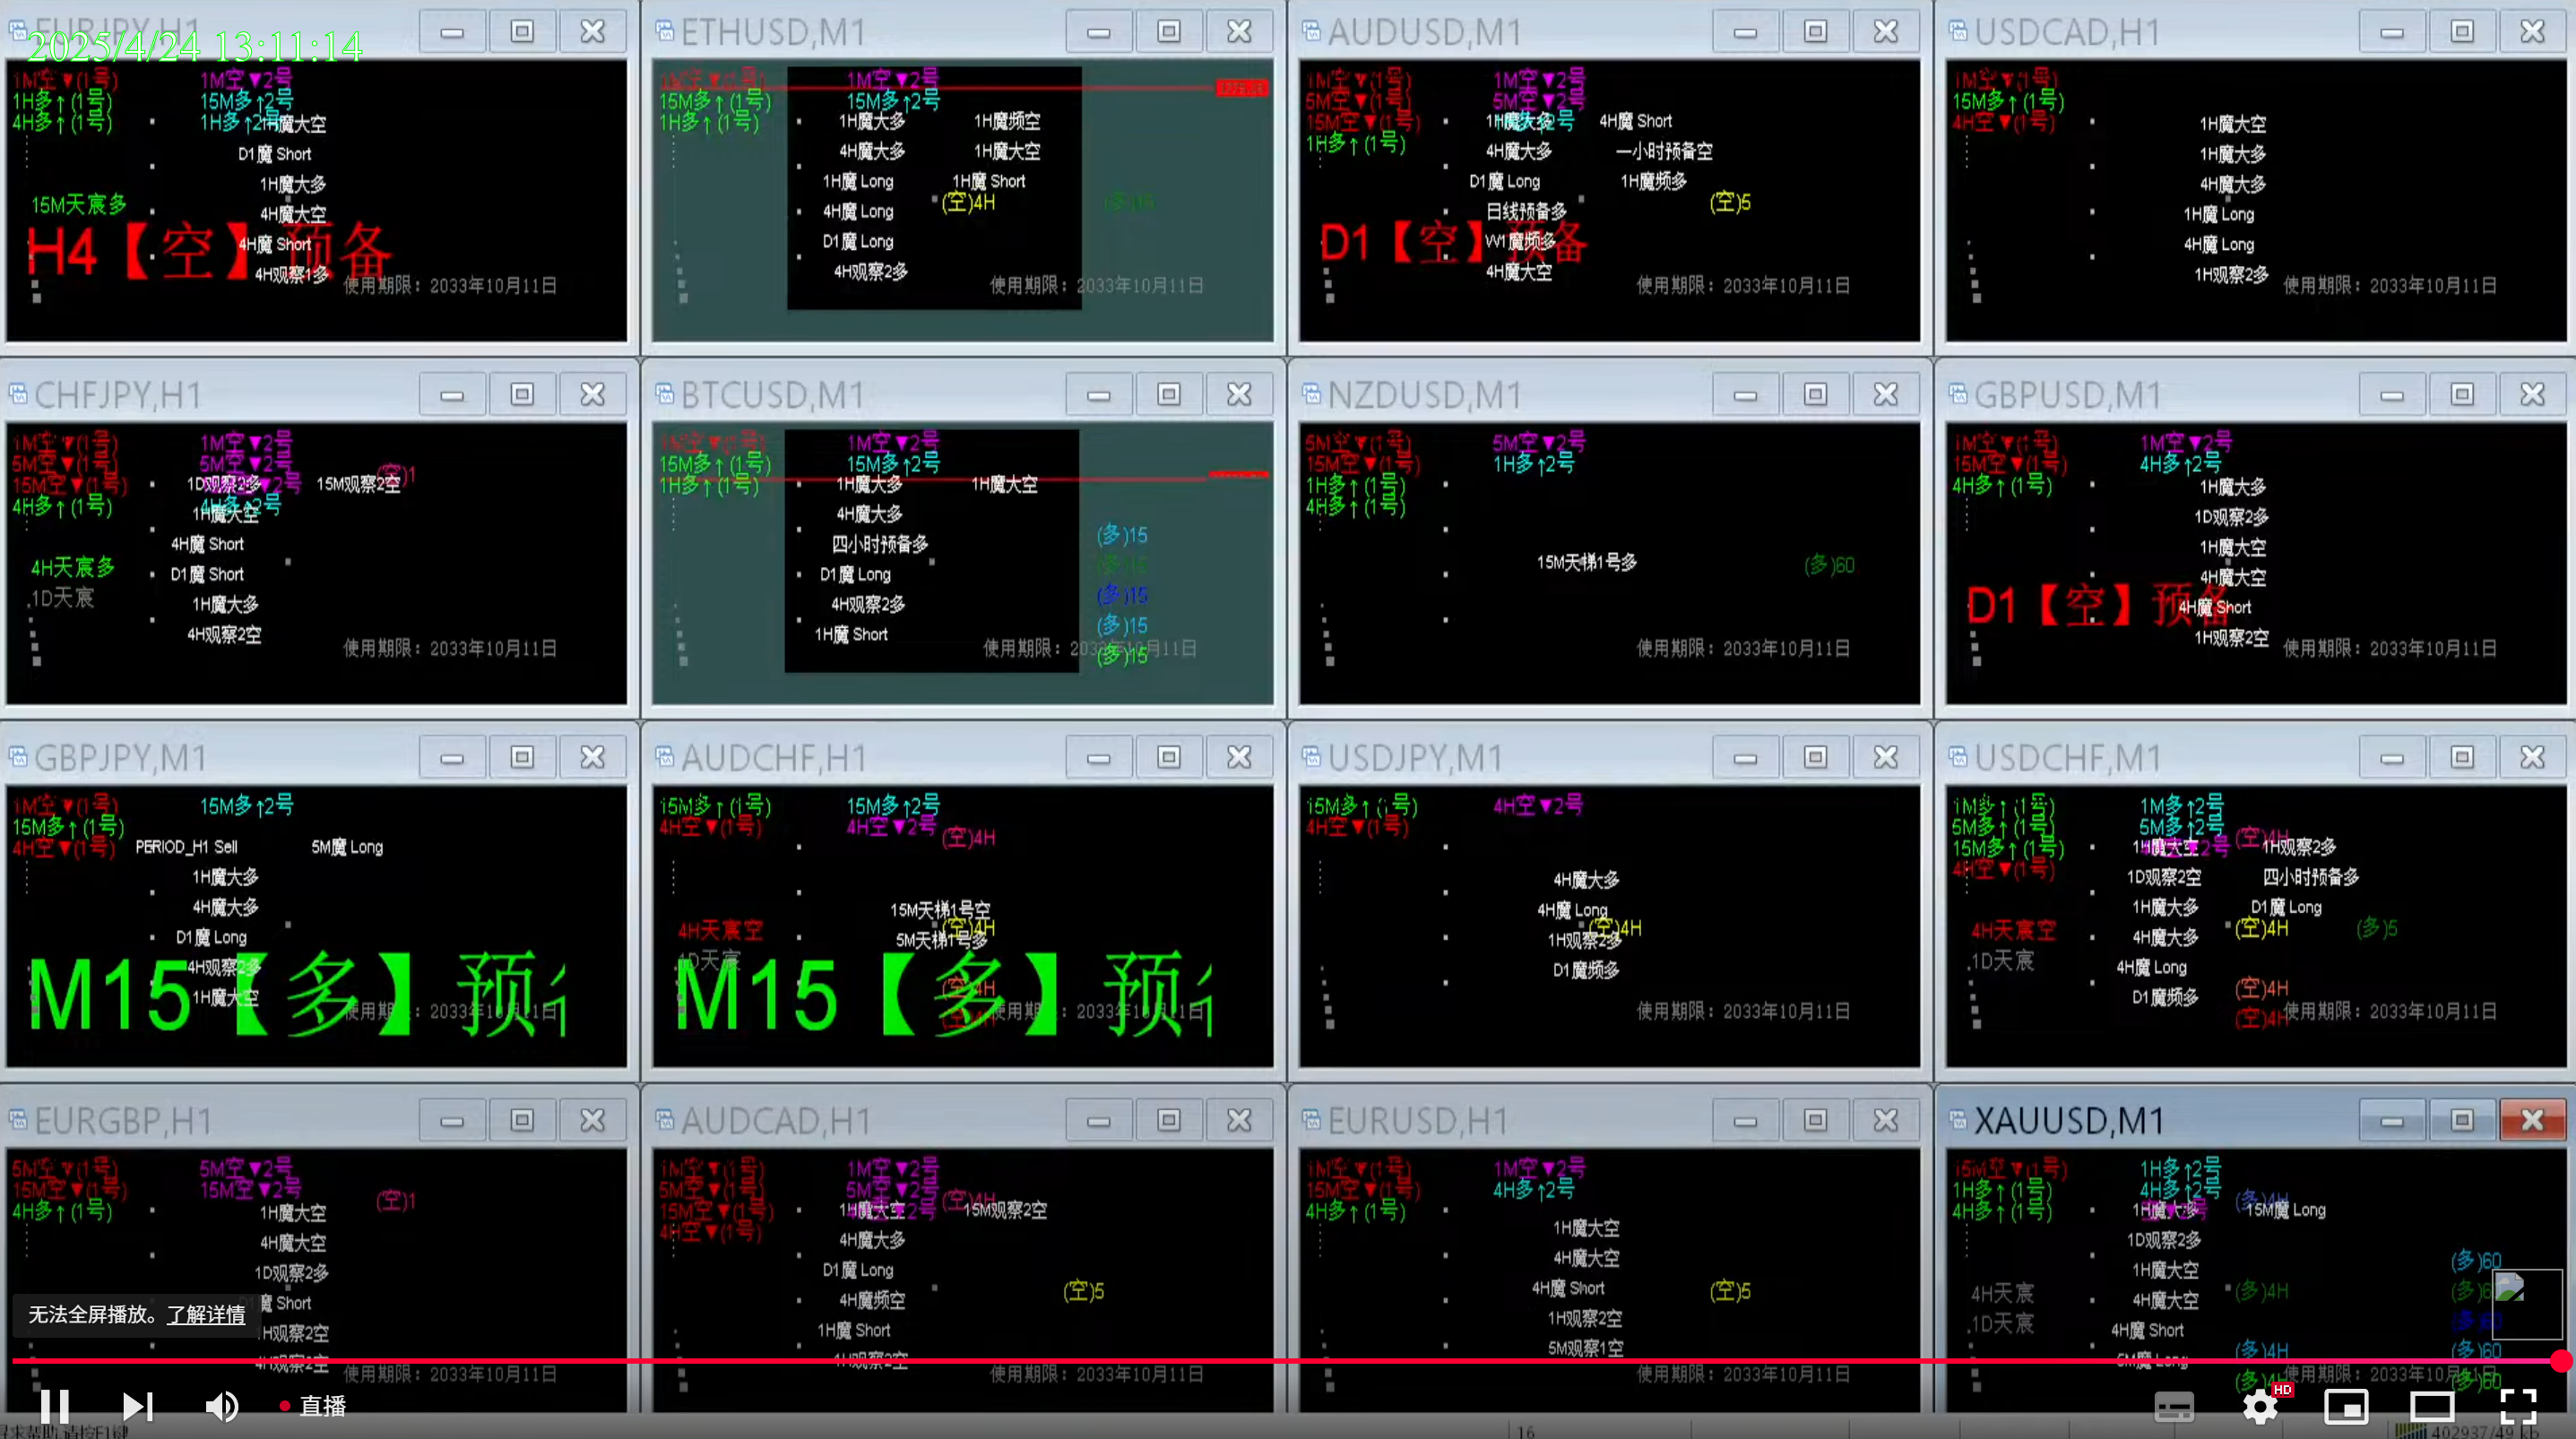 EURJPY,H1
2025/4/24 13:11:14
1M空▼(1号)
1M空▼2号
1H多↑(1号)
15M多↑2号
4H多↑(1号)
1H多↑2号
D1魔 Short
1H魔大多
15M天宸多
4H魔大空
H4【空】预备
4H魔 Short
4H观察1多
使用期限：2033年10月11日
ETHUSD,M1
1M空▼2号
15M多↑(1号)
15M多↑2号
1H多↑(1号)
1H魔大多
1H魔频空
4H魔大多
1H魔大空
1H魔 Long
1H魔 Short
(空)4H
4H魔 Long
D1魔 Long
4H观察2多
使用期限：2033年10月11日
AUDUSD,M1
1M空▼(1号)
1M空▼2号
5M空▼(1号)
5M空▼2号
15M空▼(1号)
4H魔 Short
1H多↑(1号)
4H魔大多
一小时预备空
D1魔 Long
1H魔频多
(空)5
日线预备多
D1【空】预备
W1魔频多
4H魔大空
使用期限：2033年10月11日
USDCAD,H1
1M空▼(1号)
15M多↑(1号)
4H空▼(1号)
1H魔大空
1H魔大多
4H魔大多
1H魔 Long
4H魔 Long
1H观察2多
使用期限：2033年10月11日
CHFJPY,H1
1M空▼(1号)
1M空▼2号
5M空▼(1号)
5M空▼2号
(空)1
15M空▼(1号)
1D观察2多
15M观察2空
4H多↑(1号)
4H多↑2号
1H魔大空
4H魔 Short
4H天宸多
D1魔 Short
1D天宸
1H魔大多
4H观察2空
使用期限：2033年10月11日
BTCUSD,M1
1M空▼2号
15M多↑(1号)
15M多↑2号
1H多↑(1号)
1H魔大多
1H魔大空
4H魔大多
(多)15
四小时预备多
D1魔 Long
(多)15
4H观察2多
(多)15
1H魔 Short
(多)15
使用期限：2033年10月11日
NZDUSD,M1
5M空▼(1号)
5M空▼2号
15M空▼(1号)
1H多↑2号
1H多↑(1号)
4H多↑(1号)
15M天梯1号多
(多)60
使用期限：2033年10月11日
GBPUSD,M1
1M空▼(1号)
1M空▼2号
15M空▼(1号)
4H多↑2号
4H多↑(1号)
1H魔大多
1D观察2多
1H魔大空
4H魔大空
D1【空】预备
4H魔 Short
1H观察2空
使用期限：2033年10月11日
GBPJPY,M1
1M空▼(1号)
15M多↑2号
15M多↑(1号)
4H空▼(1号)
PERIOD_H1 Sell
5M魔 Long
1H魔大多
4H魔大多
D1魔 Long
4H观察2多
M15【多】预
1H魔大空
使用期限：2033年10月11日
AUDCHF,H1
15M多↑(1号)
15M多↑2号
4H空▼(1号)
4H空▼2号
(空)4H
15M天梯1号空
4H天宸空
(空)4H
5M天梯1号多
1D天宸
M15【多】预
(空)4H
使用期限：2033年10月11日
USDJPY,M1
15M多↑(1号)
4H空▼2号
4H空▼(1号)
4H魔大多
4H魔 Long
(空)4H
1H观察2多
D1魔频多
使用期限：2033年10月11日
USDCHF,M1
1M多↑(1号)
1M多↑2号
5M多↑(1号)
5M多↑2号
(空)4H
15M多↑(1号)
1H魔大空
1H观察2多
4H空▼(1号)
1D观察2空
四小时预备多
1H魔大多
D1魔 Long
4H天宸空
4H魔大多
(空)4H
(多)5
1D天宸
4H魔 Long
(空)4H
D1魔频多
(空)4H
使用期限：2033年10月11日
EURGBP,H1
5M空▼(1号)
5M空▼2号
15M空▼(1号)
15M空▼2号
(空)1
4H多↑(1号)
1H魔大空
4H魔大空
1D观察2多
D1魔 Short
无法全屏播放。了解详情
1H观察2空
4H观察2空
使用期限：2033年10月11日
AUDCAD,H1
1M空▼(1号)
1M空▼2号
5M空▼(1号)
5M空▼2号
(空)4H
15M空▼(1号)
1H魔大空
15M观察2空
4H空▼(1号)
4H魔大多
D1魔 Long
(空)5
4H魔频空
1H魔 Short
1H观察2空
使用期限：2033年10月11日
EURUSD,H1
1M空▼(1号)
1M空▼2号
15M空▼(1号)
4H多↑2号
4H多↑(1号)
1H魔大空
4H魔大空
4H魔 Short
(空)5
1H观察2空
5M观察1空
使用期限：2033年10月11日
XAUUSD,M1
15M空▼(1号)
1H多↑2号
1H多↑(1号)
4H多↑2号
4H多↑(1号)
1H魔大多
(多)4H
15M魔 Long
1D观察2多
(多)60
1H魔大空
4H天宸
4H魔大空
(多)4H
1D天宸
4H魔 Short
5M魔 Long
(多)4H
(多)60
使用期限：2033年10月11日
(多)60
直播
HD
16
402937/49 kb